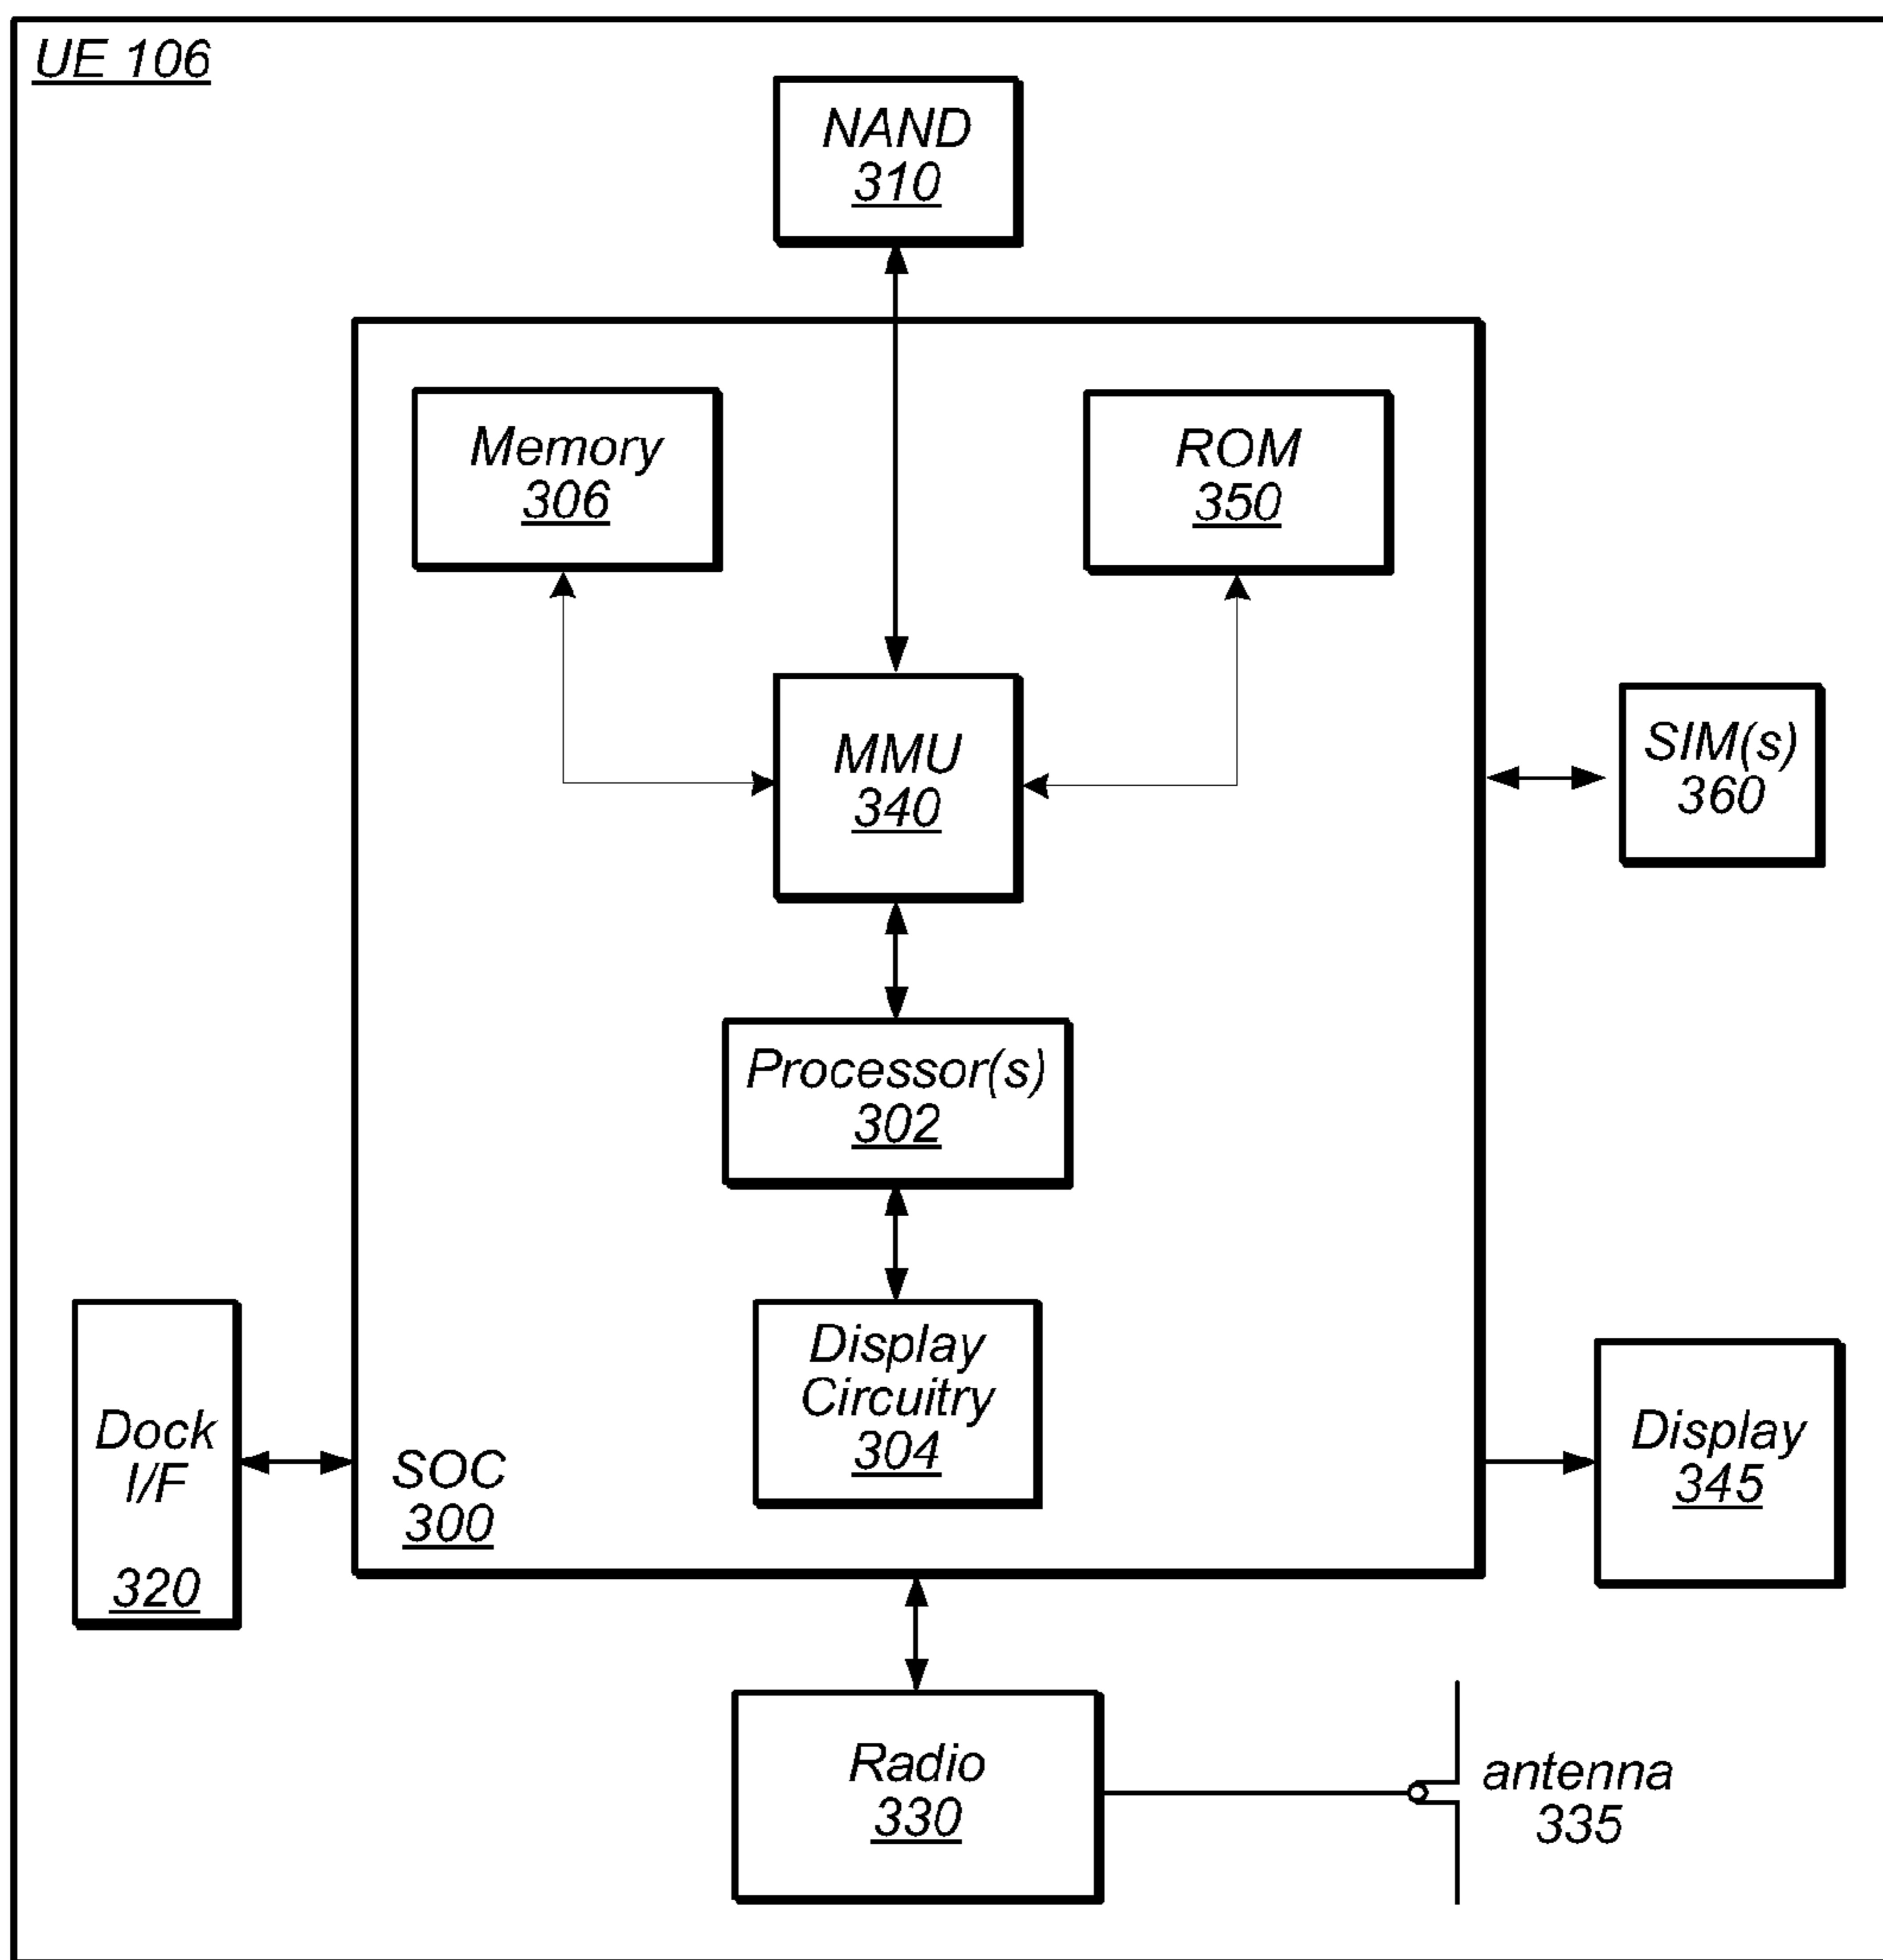 UE 106
NAND
310
Memory
306
ROM
350
MMU
340
SIM(s)
360
Processor(s)
302
Display
Circuitry
304
Dock
I/F
320
SOC
300
Display
345
Radio
330
antenna
335